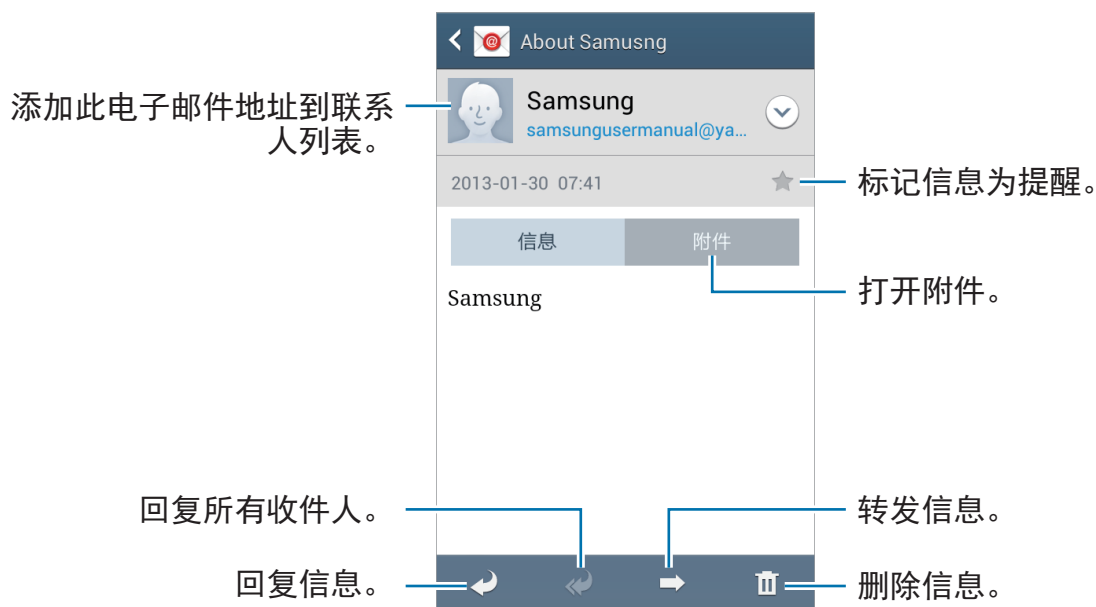 About Samusng
添加此电子邮件地址到联系
人列表。
Samsung
samsungusermanual@ya...
2013-01-30 07:41
标记信息为提醒。
信息
附件
打开附件。
Samsung
回复所有收件人。
转发信息。
回复信息。
删除信息。